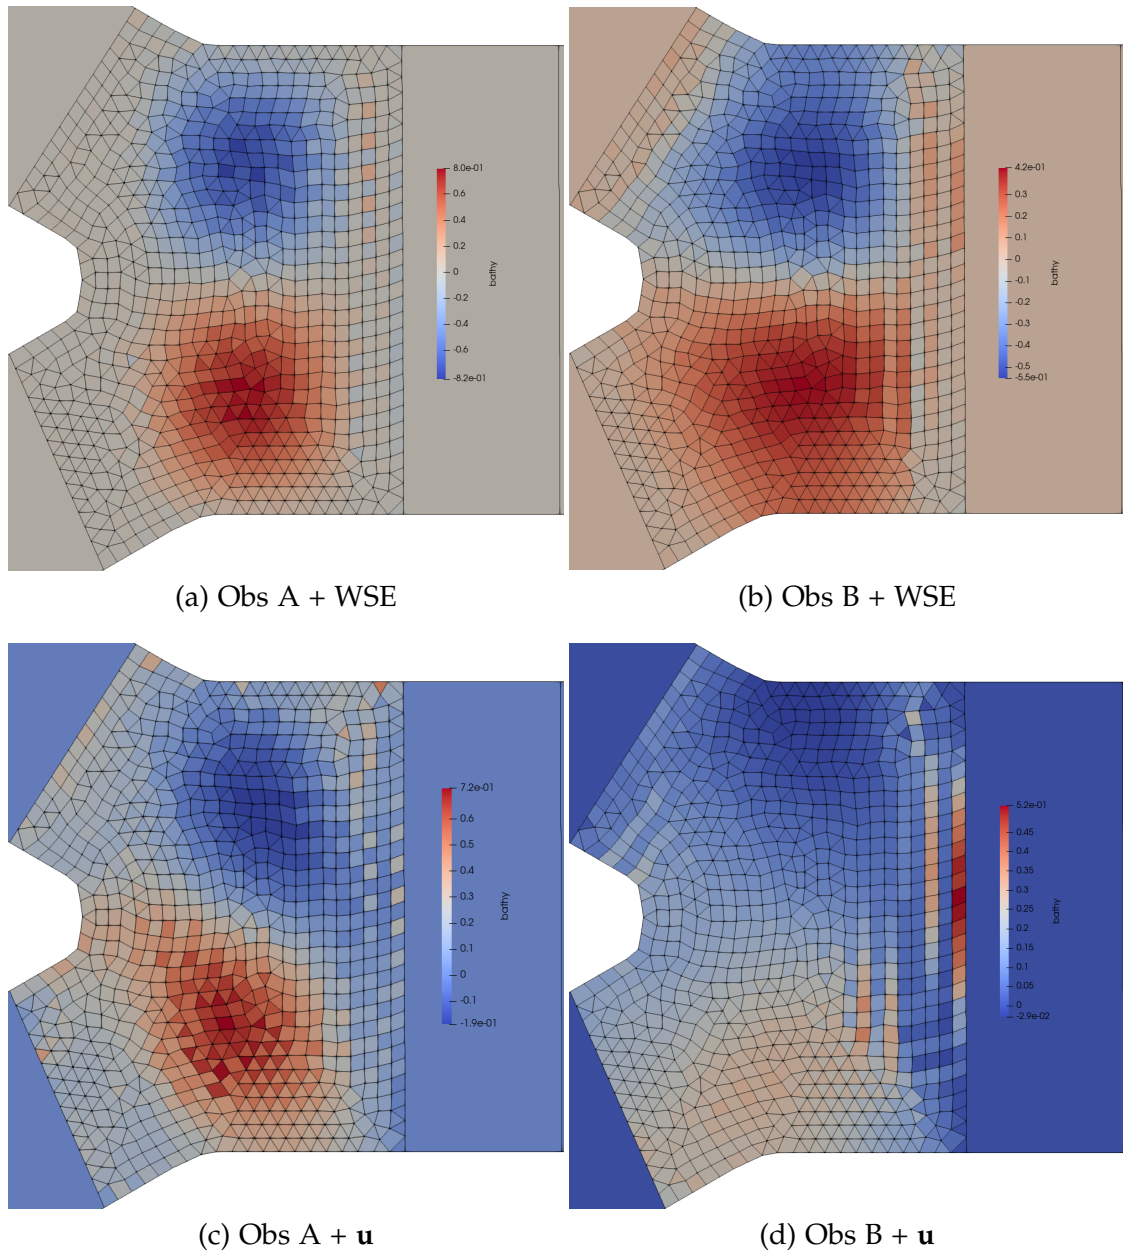 8.0e-01
0.6
0.4
0.2
0
-0.2
-0.4
-0.6
-8.2e-01
bathy
4.2e-01
0.3
0.2
0.1
0
-0.1
-0.2
-0.3
-0.4
-0.5
-5.5e-01
bathy
(a) Obs A + WSE
(b) Obs B + WSE
7.2e-01
0.6
0.5
0.4
0.3
0.2
0.1
0
-0.1
-1.9e-01
bathy
5.2e-01
0.45
0.4
0.35
0.3
0.25
0.2
0.15
0.1
0.05
0
-2.9e-02
bathy
(c) Obs A + u
(d) Obs B + u